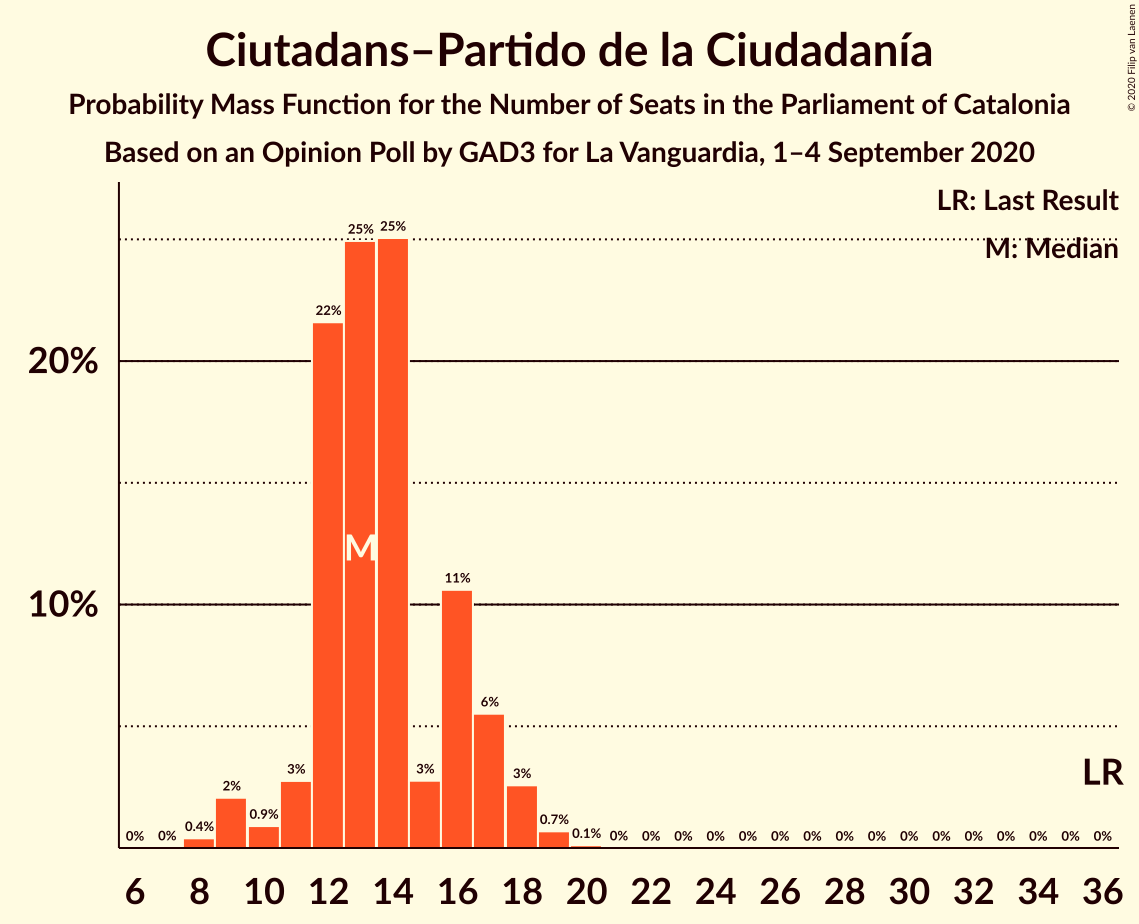 Ciutadans–Partido de la Ciudadanía
Probability Mass Function for the Number of Seats in the Parliament of Catalonia
Based on an Opinion Poll by GAD3 for La Vanguardia, 1–4 September 2020
© 2020 Filip van Laenen
LR: Last Result
M: Median
20%
10%
0% 0% 0.4% 2% 0.9% 3% 22% 25% 25% 3% 11% 6% 3% 0.7% 0.1% 0% 0% 0% 0% 0% 0% 0% 0% 0% 0% 0% 0% 0% 0% 0% 0%
M
LR
6 8 10 12 14 16 18 20 22 24 26 28 30 32 34 36